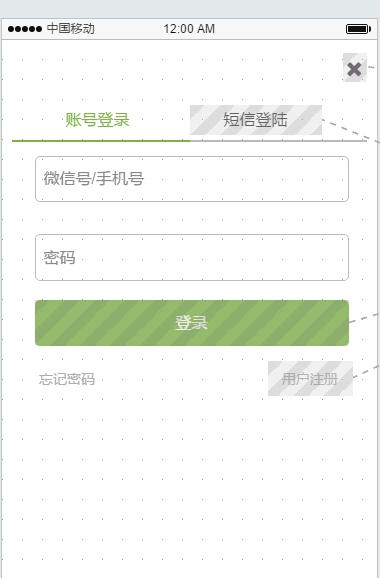 中国移动 12:00 AM
账号登录 短信登陆
微信号/手机号
密码
登录
忘记密码 用户注册